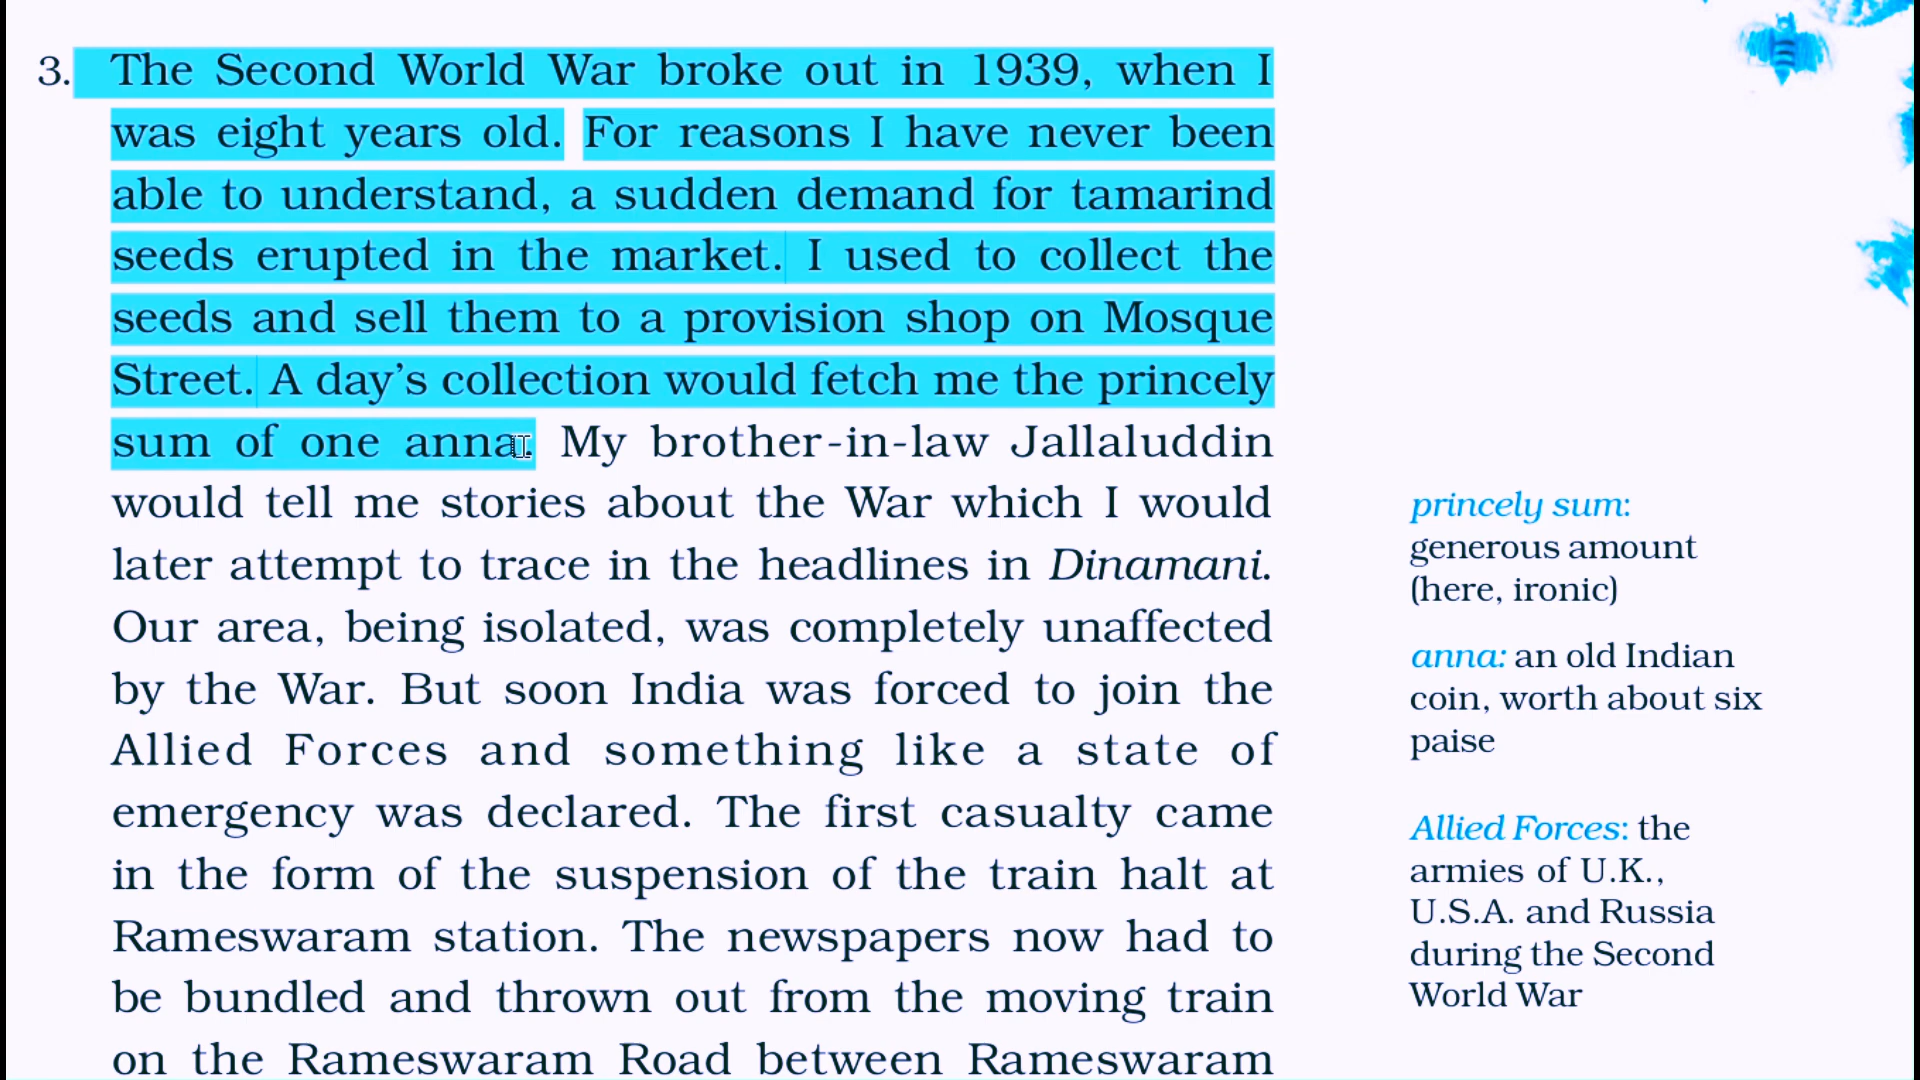 3. The Second World War broke out in 1939, when I
was eight years old. For reasons I have never been
able to understand, a sudden demand for tamarind
seeds erupted in the market. I used to collect the
seeds and sell them to a provision shop on Mosque
Street. A day’s collection would fetch me the princely
sum of one anna. My brother-in-law Jallaluddin
would tell me stories about the War which I would
later attempt to trace in the headlines in Dinamani.
Our area, being isolated, was completely unaffected
by the War. But soon India was forced to join the
Allied Forces and something like a state of
emergency was declared. The first casualty came
in the form of the suspension of the train halt at
Rameswaram station. The newspapers now had to
be bundled and thrown out from the moving train
on the Rameswaram Road between Rameswaram
princely sum:
generous amount
(here, ironic)
anna: an old Indian
coin, worth about six
paise
Allied Forces: the
armies of U.K.,
U.S.A. and Russia
during the Second
World War